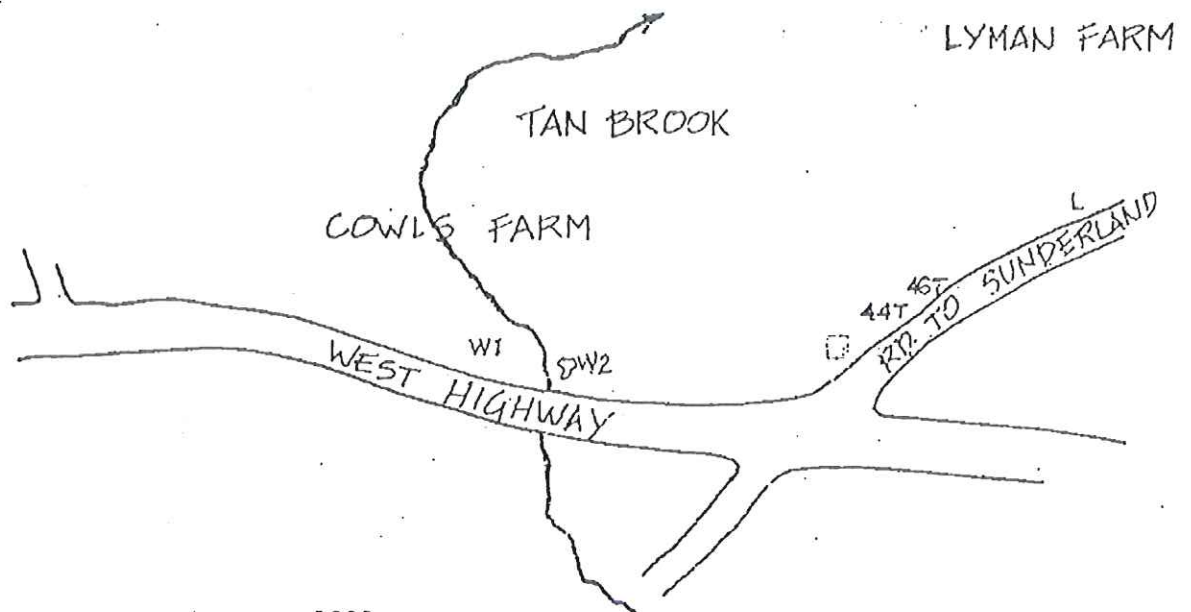 LYMAN FARM
TAN BROOK
COWLS FARM
L
RD. TO SUNDERLAND
46T
44T
W1
W2
WEST HIGHWAY